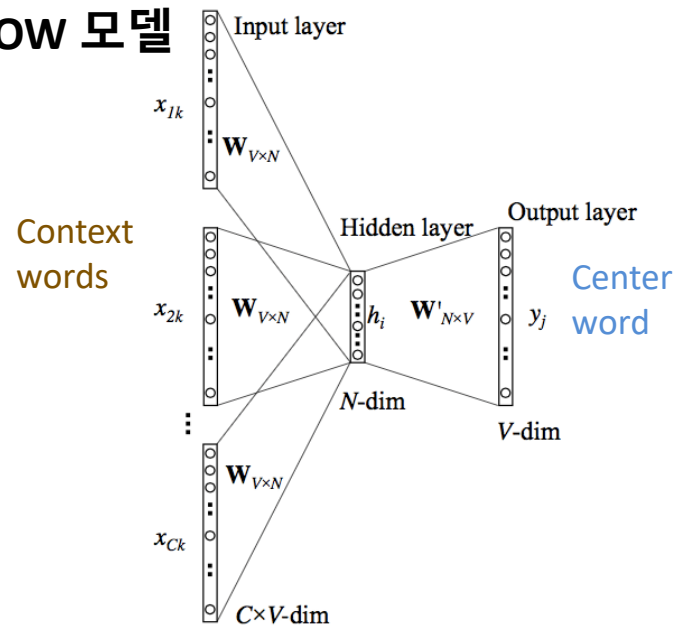 ow 모델
Input layer
x1k
WV×N
Context
words
x2k
WV×N
Hidden layer
hi
W'N×V
N-dim
Output layer
yj
Center
word
V-dim
WV×N
xCk
C×V-dim